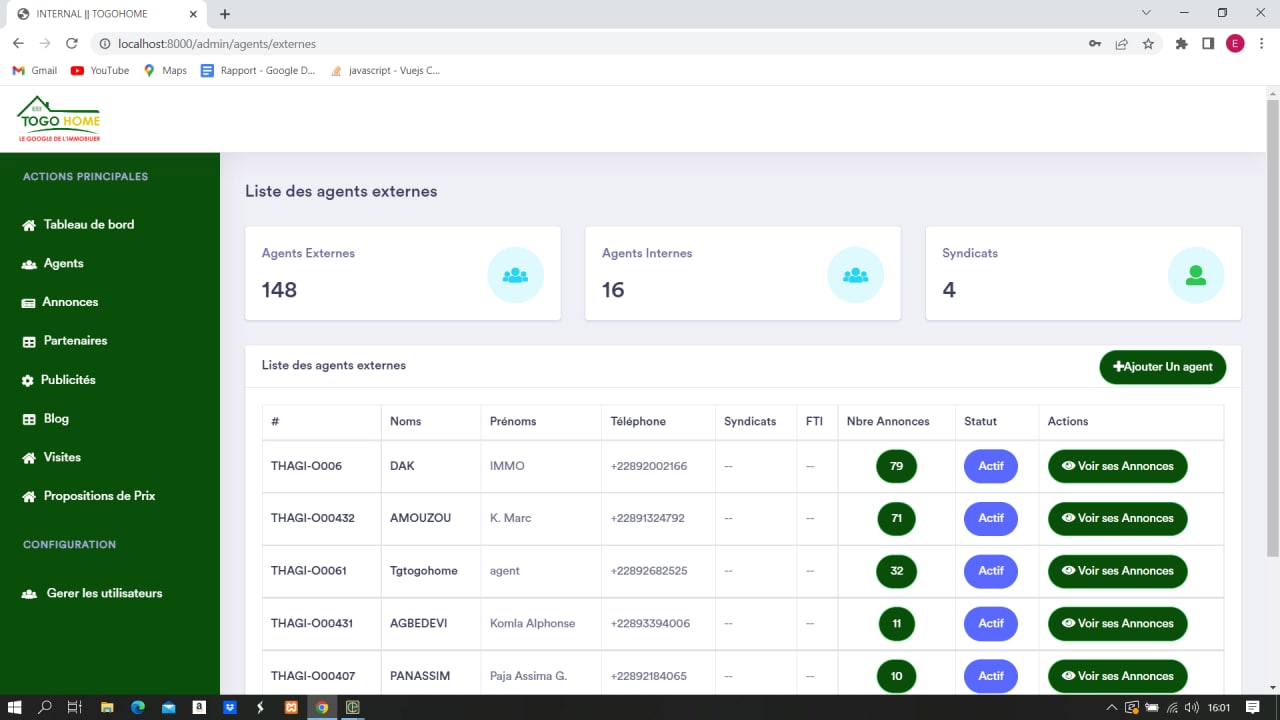 INTERNAL || TOGOHOME
localhost:8000/admin/agents/externes
E
Gmail YouTube Maps Rapport - Google D... javascript - Vuejs C...
TOGO HOME
LE GOOGLE DE L'IMMOBILIER
ACTIONS PRINCIPALES
Tableau de bord
Agents
Annonces
Partenaires
Publicités
Blog
Visites
Propositions de Prix
CONFIGURATION
Gerer les utilisateurs
Liste des agents externes
Agents Externes
148
Agents Internes
16
Syndicats
4
Liste des agents externes
Ajouter Un agent
# Noms Prénoms Téléphone Syndicats FTI Nbre Annonces Statut Actions
THAGI-O006 DAK IMMO +22892002166 -- -- 79 Actif Voir ses Annonces
THAGI-O00432 AMOUZOU K. Marc +22891324792 -- -- 71 Actif Voir ses Annonces
THAGI-O0061 Tgtogohome agent +22892682525 -- -- 32 Actif Voir ses Annonces
THAGI-O00431 AGBEDEVI Komla Alphonse +22893394006 -- -- 11 Actif Voir ses Annonces
THAGI-O00407 PANASSIM Paja Assima G. +22892184065 -- -- 10 Actif Voir ses Annonces
16:01